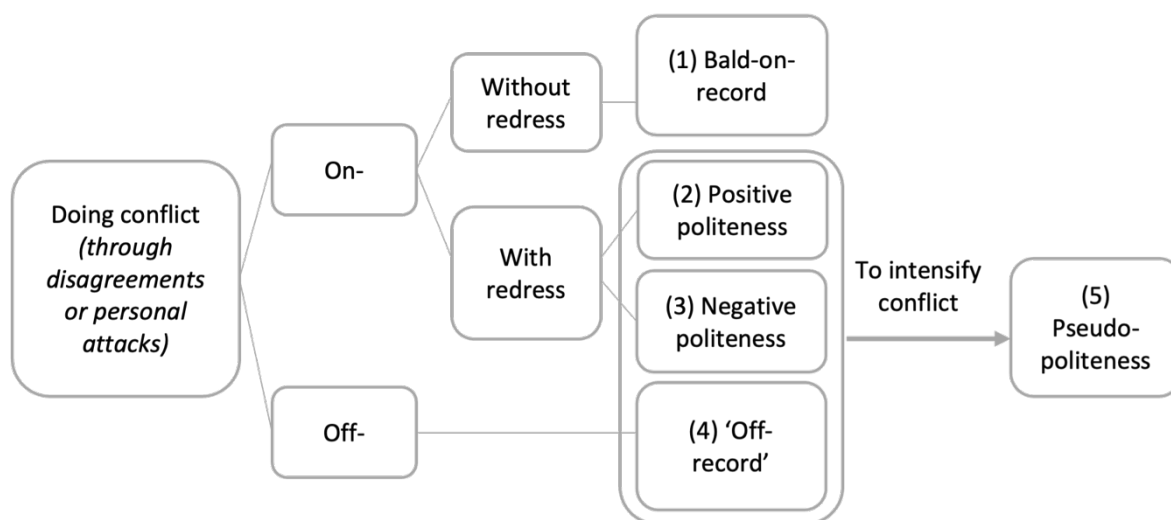 Doing conflict
(through
disagreements
or personal
attacks)
On-
Off-
Without
redress
With
redress
(1) Bald-on-
record
(2) Positive
politeness
(3) Negative
politeness
(4) ‘Off-
record’
To intensify
conflict
(5)
Pseudo-
politeness